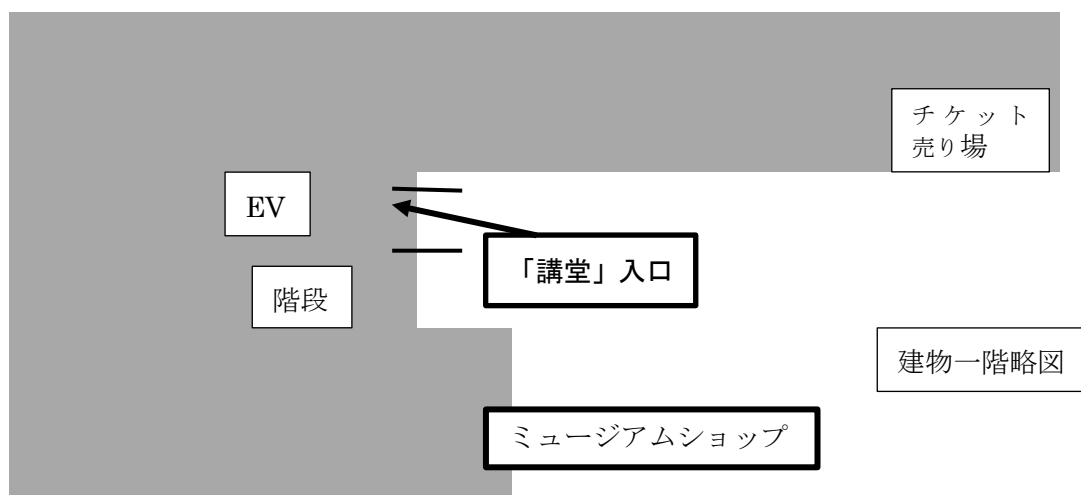 チケット
売り場
EV
「講堂」入口
階段
建物一階略図
ミュージアムショップ